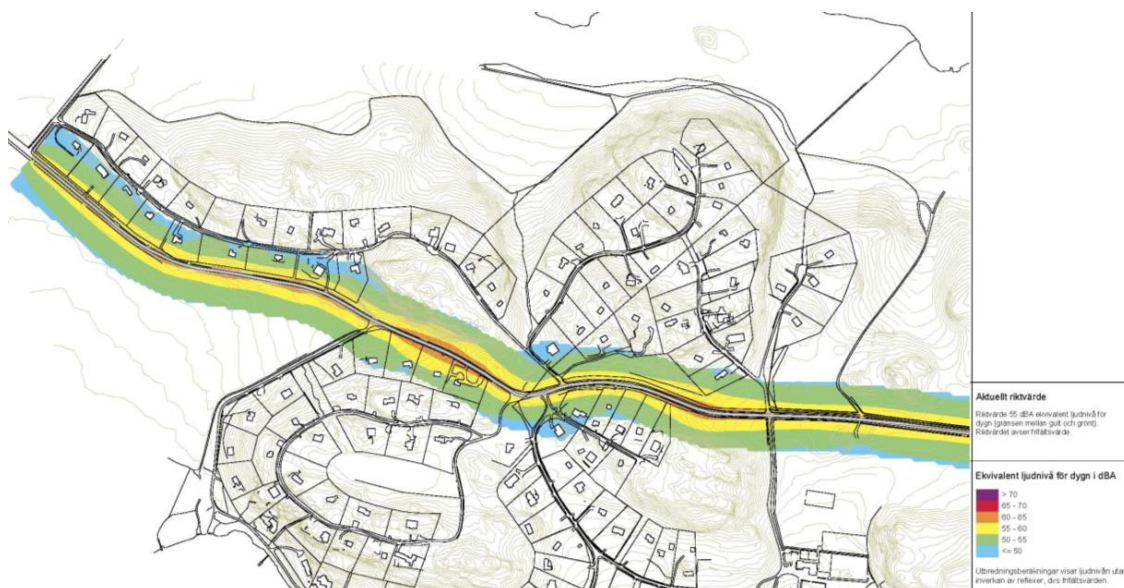 Aktuellt riktvärde
Riktvärde 55 dBA ekvivalent ljudnivå för
dygn (gränsen mellan gult och grönt).
Riktvärdet avser frifältsvärde.
Ekvivalent ljudnivå för dygn i dBA
> 70
65 - 70
60 - 65
55 - 60
50 - 55
<= 50
Utbredningsberäkningar visar ljudnivån utan
inverkan av reflexer, dvs frifältsvärden.